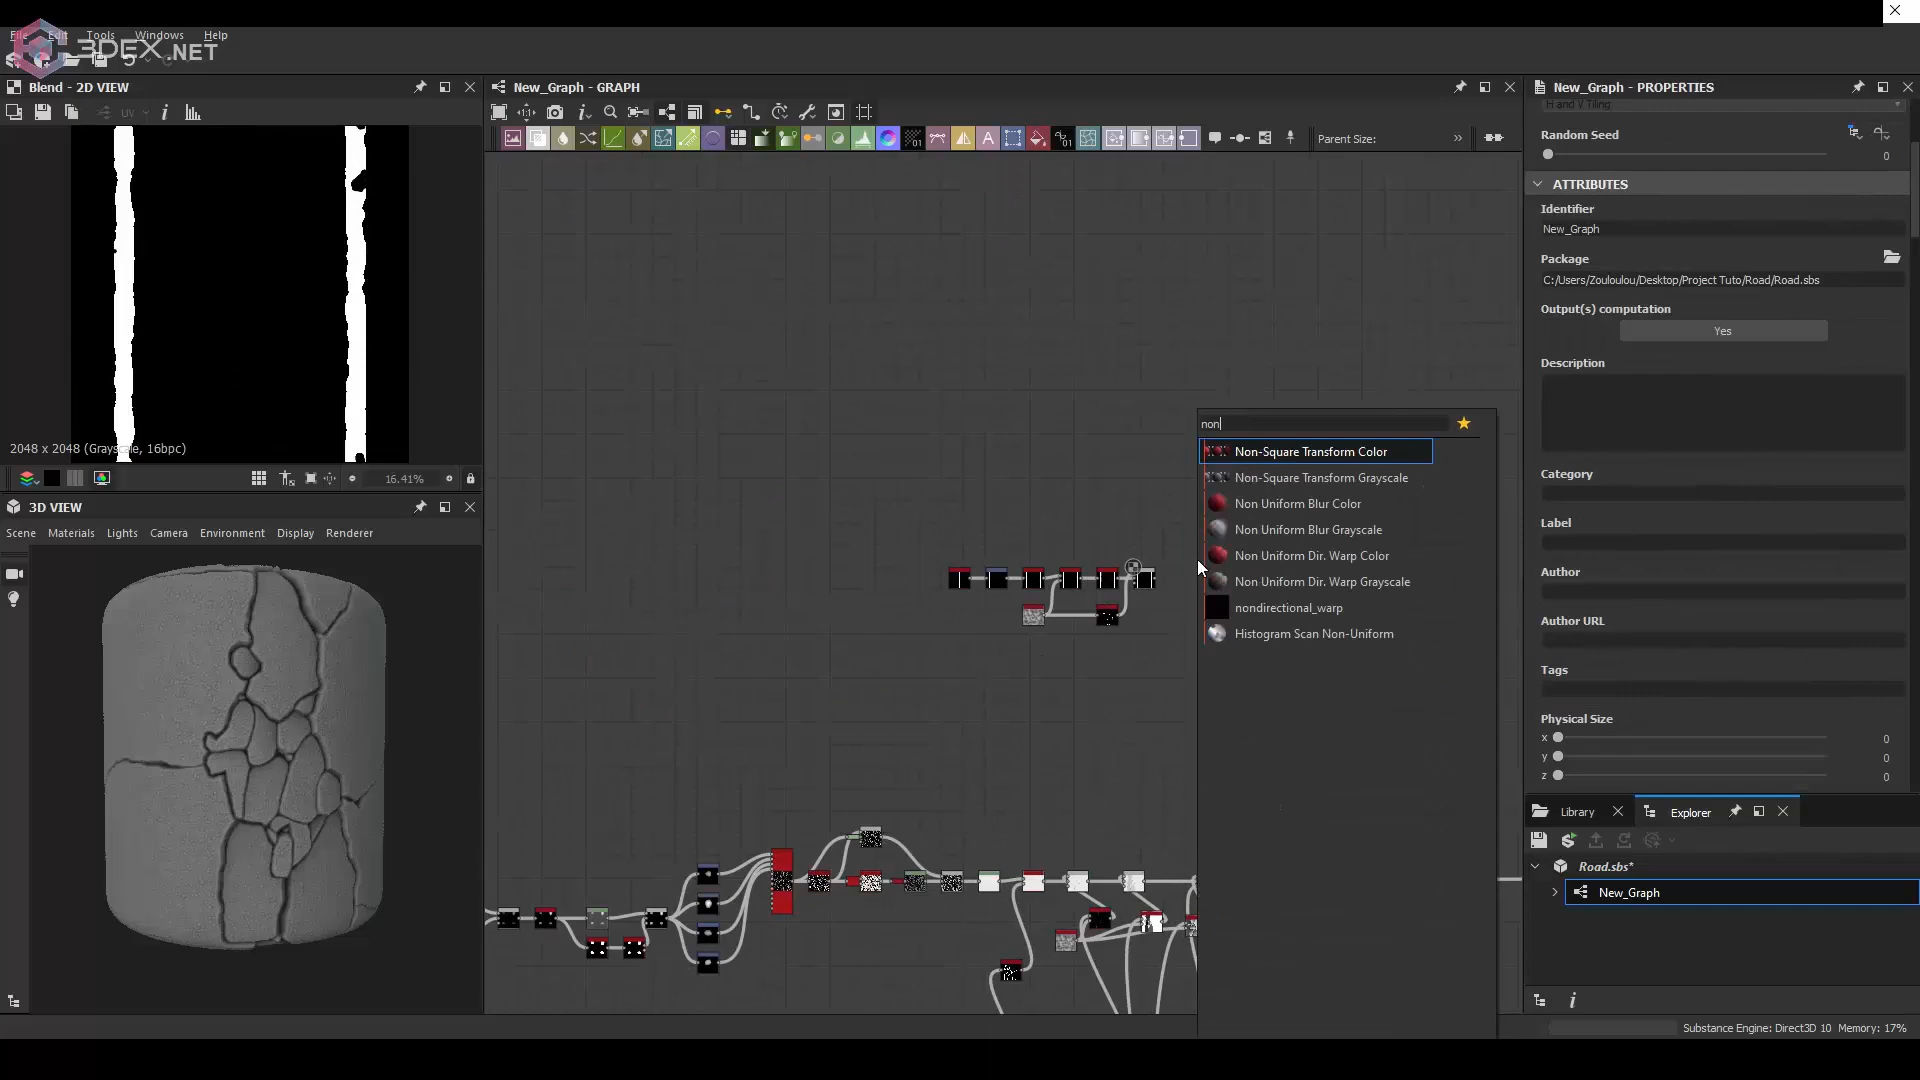 File Edit Tools Windows Help
3DEX.NET
Blend - 2D VIEW
UV
2048 x 2048 (Grayscale, 16bpc)
16.41%
3D VIEW
Scene Materials Lights Camera Environment Display Renderer
New_Graph - GRAPH
01
01
Parent Size:
non
Non-Square Transform Color
Non-Square Transform Grayscale
Non Uniform Blur Color
Non Uniform Blur Grayscale
Non Uniform Dir. Warp Color
Non Uniform Dir. Warp Grayscale
nondirectional_warp
Histogram Scan Non-Uniform
New_Graph - PROPERTIES
H and V Tiling
Random Seed
0
ATTRIBUTES
Identifier
New_Graph
Package
C:/Users/Zouloulou/Desktop/Project Tuto/Road/Road.sbs
Output(s) computation
Yes
Description
Category
Label
Author
Author URL
Tags
Physical Size
x 0
y 0
z 0
Library Explorer
Road.sbs*
New_Graph
Substance Engine: Direct3D 10 Memory: 17%